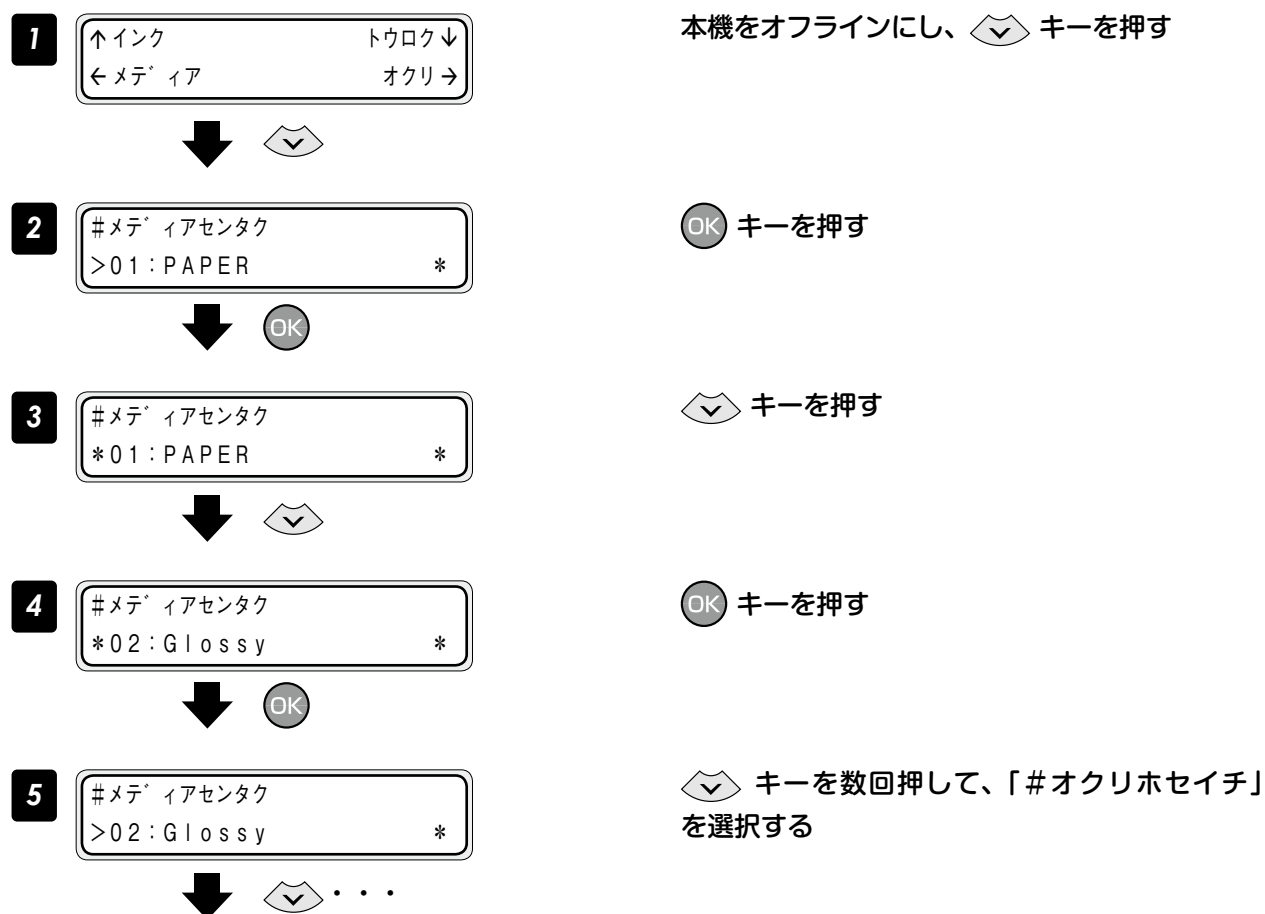 1
↑インク トウロク↓
←メディア オクリ→
本機をオフラインにし、 キーを押す
2
#メディアセンタク
>01:PAPER *
OK
OK キーを押す
3
#メディアセンタク
*01:PAPER *
キーを押す
4
#メディアセンタク
*02:Glossy *
OK
OK キーを押す
5
#メディアセンタク
>02:Glossy *
・・・
キーを数回押して、「#オクリホセイチ」
を選択する